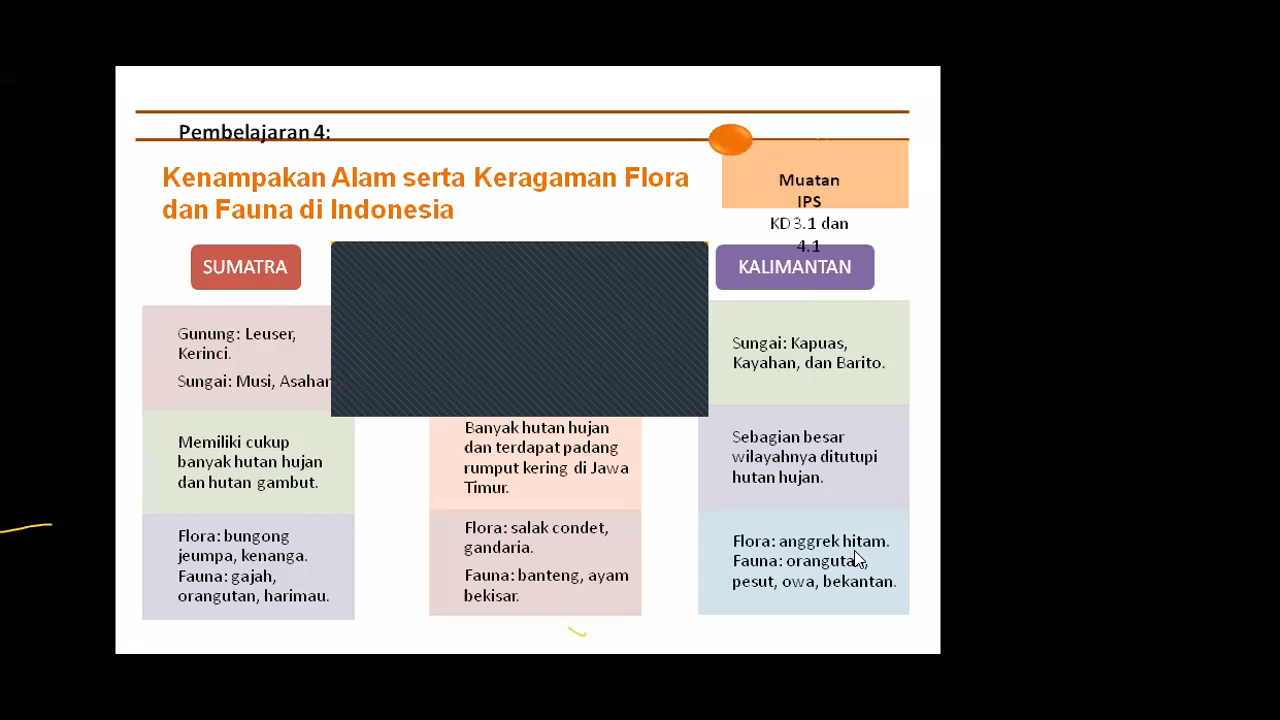 Pembelajaran 4:
Kenampakan Alam serta Keragaman Flora
dan Fauna di Indonesia
Muatan
IPS
KD 3.1 dan
4.1
SUMATRA
Gunung: Leuser,
Kerinci.
Sungai: Musi,
Memiliki cukup
banyak hutan hujan
dan hutan gambut.
Flora: bungong
jeumpa, kenanga.
Fauna: gajah,
orangutan, harimau.
Banyak hutan hujan
dan terdapat padang
rumput kering di Jawa
Timur.
Flora: salak condet,
gandaria.
Fauna: banteng, ayam
bekisar.
KALIMANTAN
Sungai: Kapuas,
Kayahan, dan Barito.
Sebagian besar
wilayahnya ditutupi
hutan hujan.
Flora: anggrek hitam.
Fauna: orangutan,
pesut, owa, bekantan.